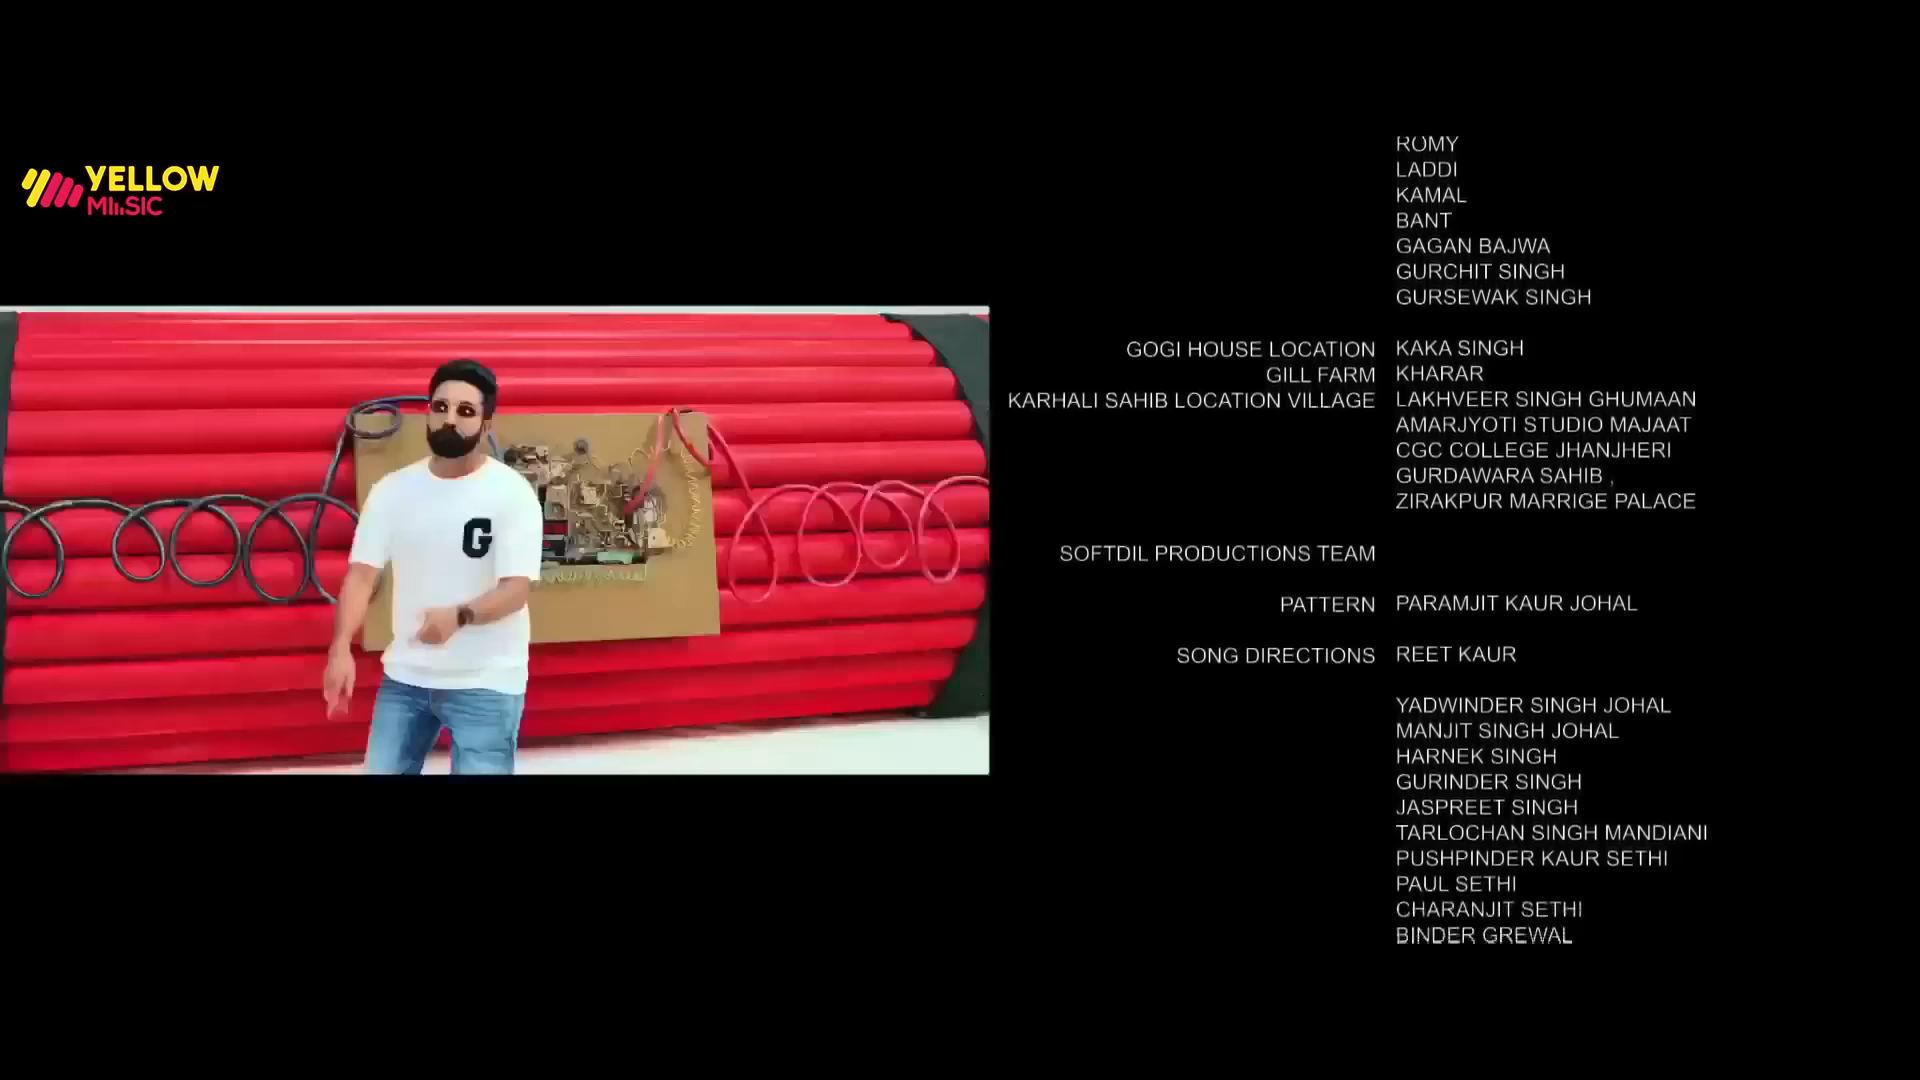 YELLOW
MUSIC
G
ROMY
LADDI
KAMAL
BANT
GAGAN BAJWA
GURCHIT SINGH
GURSEWAK SINGH
GOGI HOUSE LOCATION KAKA SINGH
GILL FARM KHARAR
KARHALI SAHIB LOCATION VILLAGE LAKHVEER SINGH GHUMAAN
AMARJYOTI STUDIO MAJAAT
CGC COLLEGE JHANJHERI
GURDAWARA SAHIB ,
ZIRAKPUR MARRIGE PALACE
SOFTDIL PRODUCTIONS TEAM
PATTERN PARAMJIT KAUR JOHAL
SONG DIRECTIONS REET KAUR
YADWINDER SINGH JOHAL
MANJIT SINGH JOHAL
HARNEK SINGH
GURINDER SINGH
JASPREET SINGH
TARLOCHAN SINGH MANDIANI
PUSHPINDER KAUR SETHI
PAUL SETHI
CHARANJIT SETHI
BINDER GREWAL